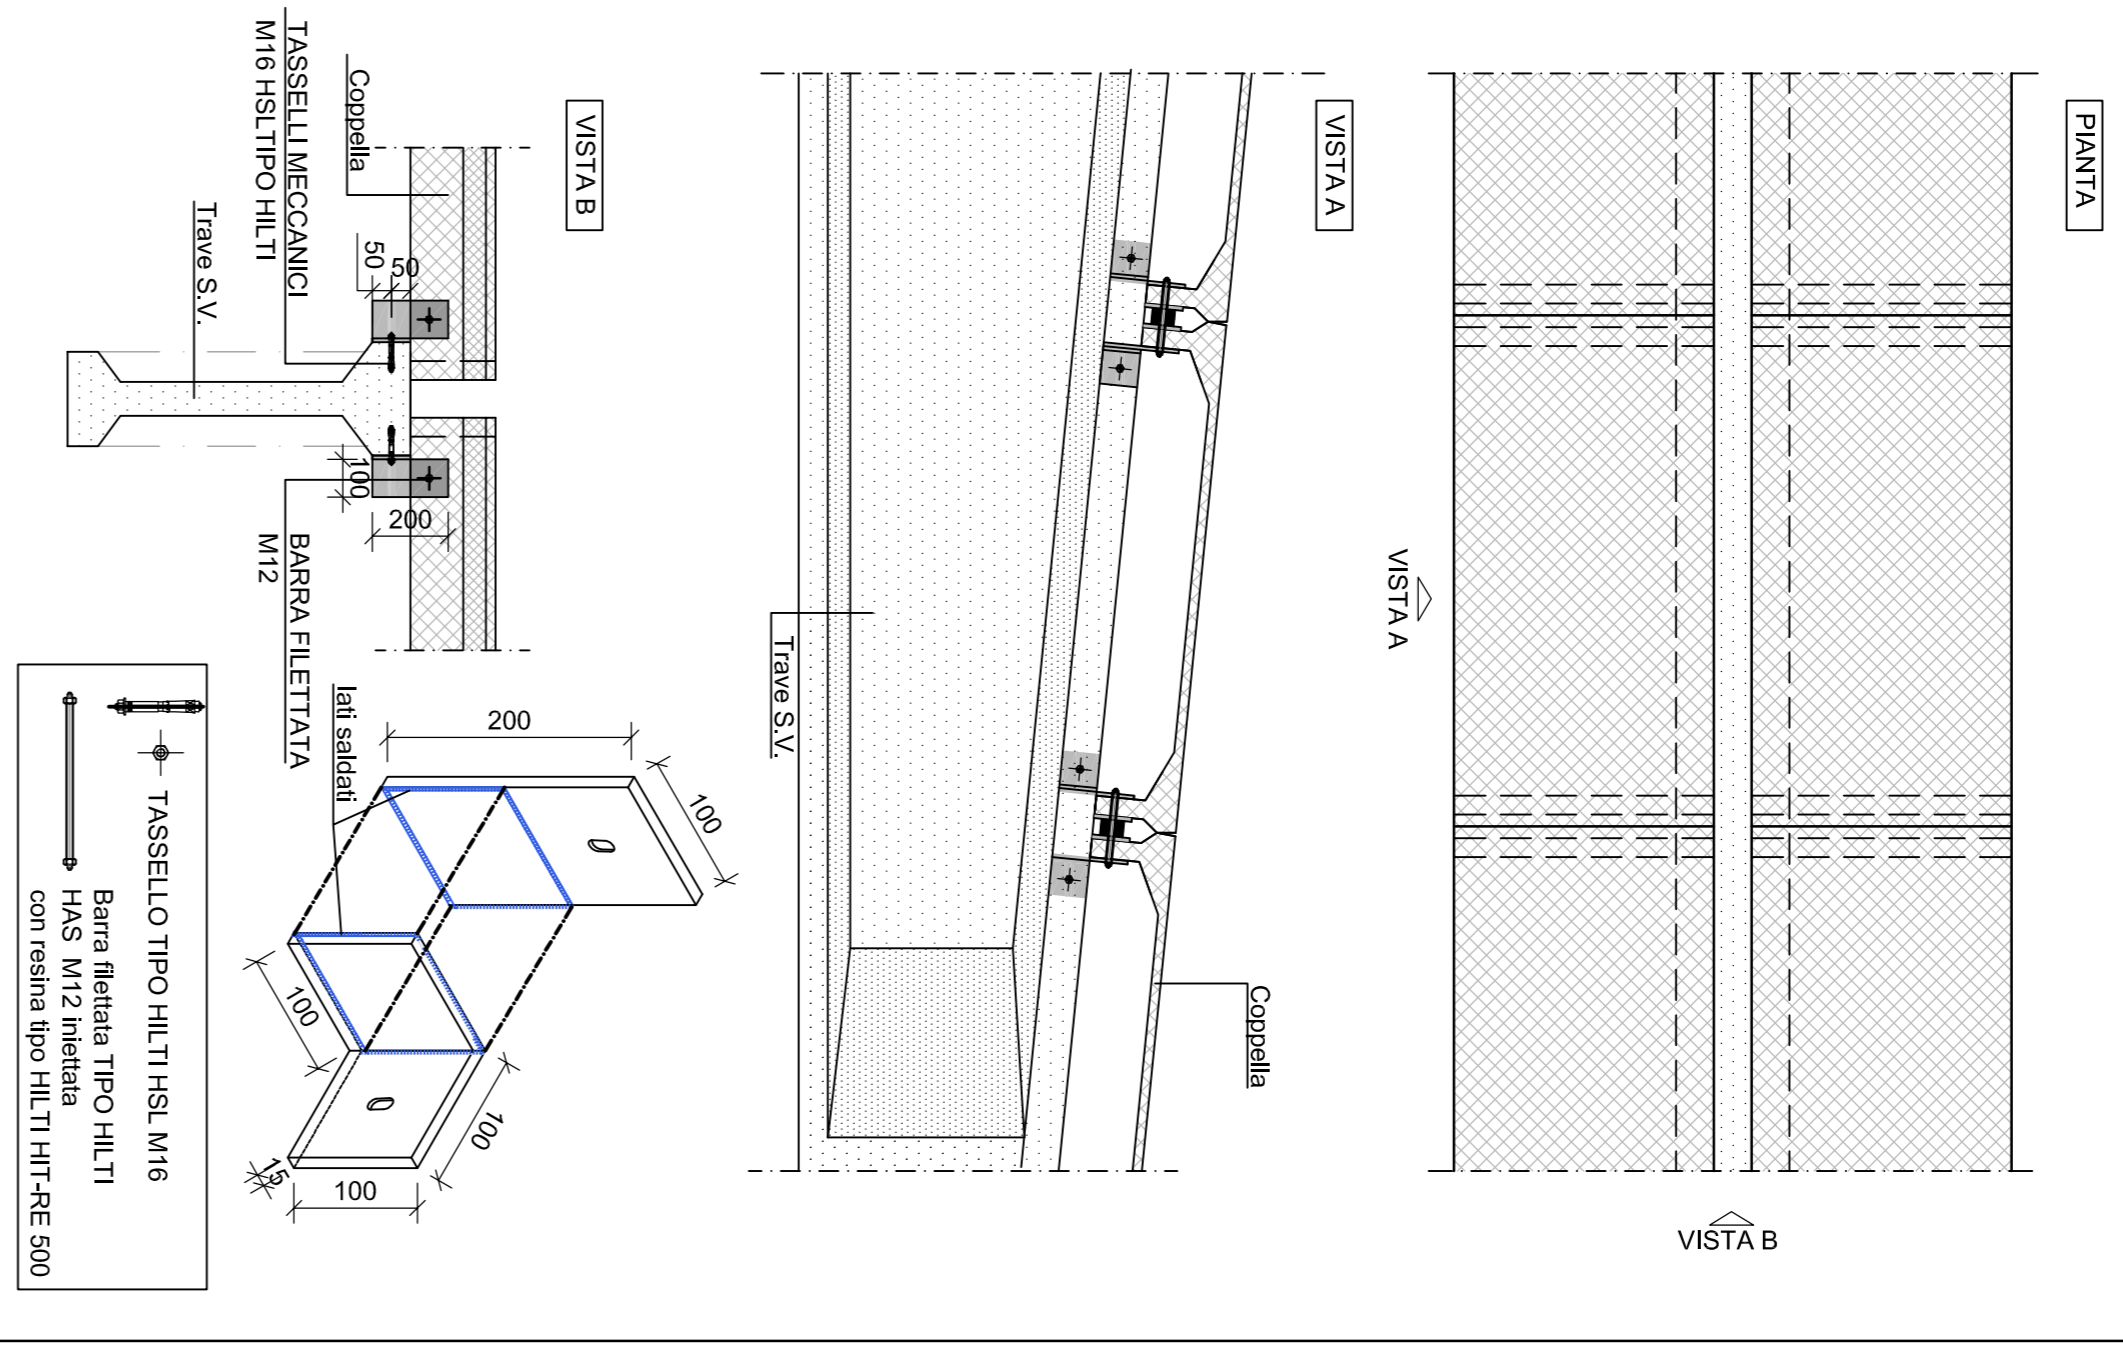 PIANTA
VISTA A
VISTA B
VISTA A
Trave S.V.
Coppella
VISTA B
Coppella
TASSELLI MECCANICI
M16 HSL TIPO HILTI
Trave S.V.
50
50
100
200
BARRA FILETTATA
M12
lati saldati
200
100
100
100
15
100
TASSELLO TIPO HILTI HSL M16
Barra filettata TIPO HILTI
HAS M12 iniettata
con resina tipo HILTI HIT-RE 500